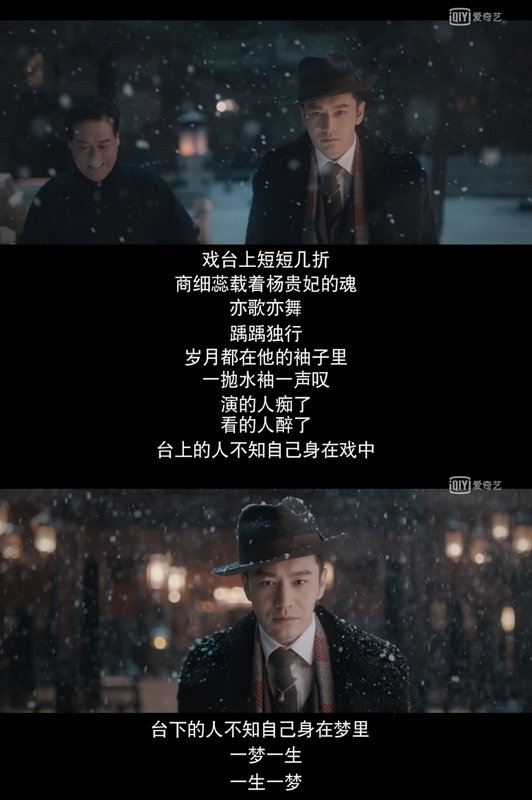 iQIYI 爱奇艺
戏台上短短几折
商细蕊载着杨贵妃的魂
亦歌亦舞
踽踽独行
岁月都在他的袖子里
一抛水袖一声叹
演的人痴了
看的人醉了
台上的人不知自己身在戏中
iQIYI 爱奇艺
台下的人不知自己身在梦里
一梦一生
一生一梦